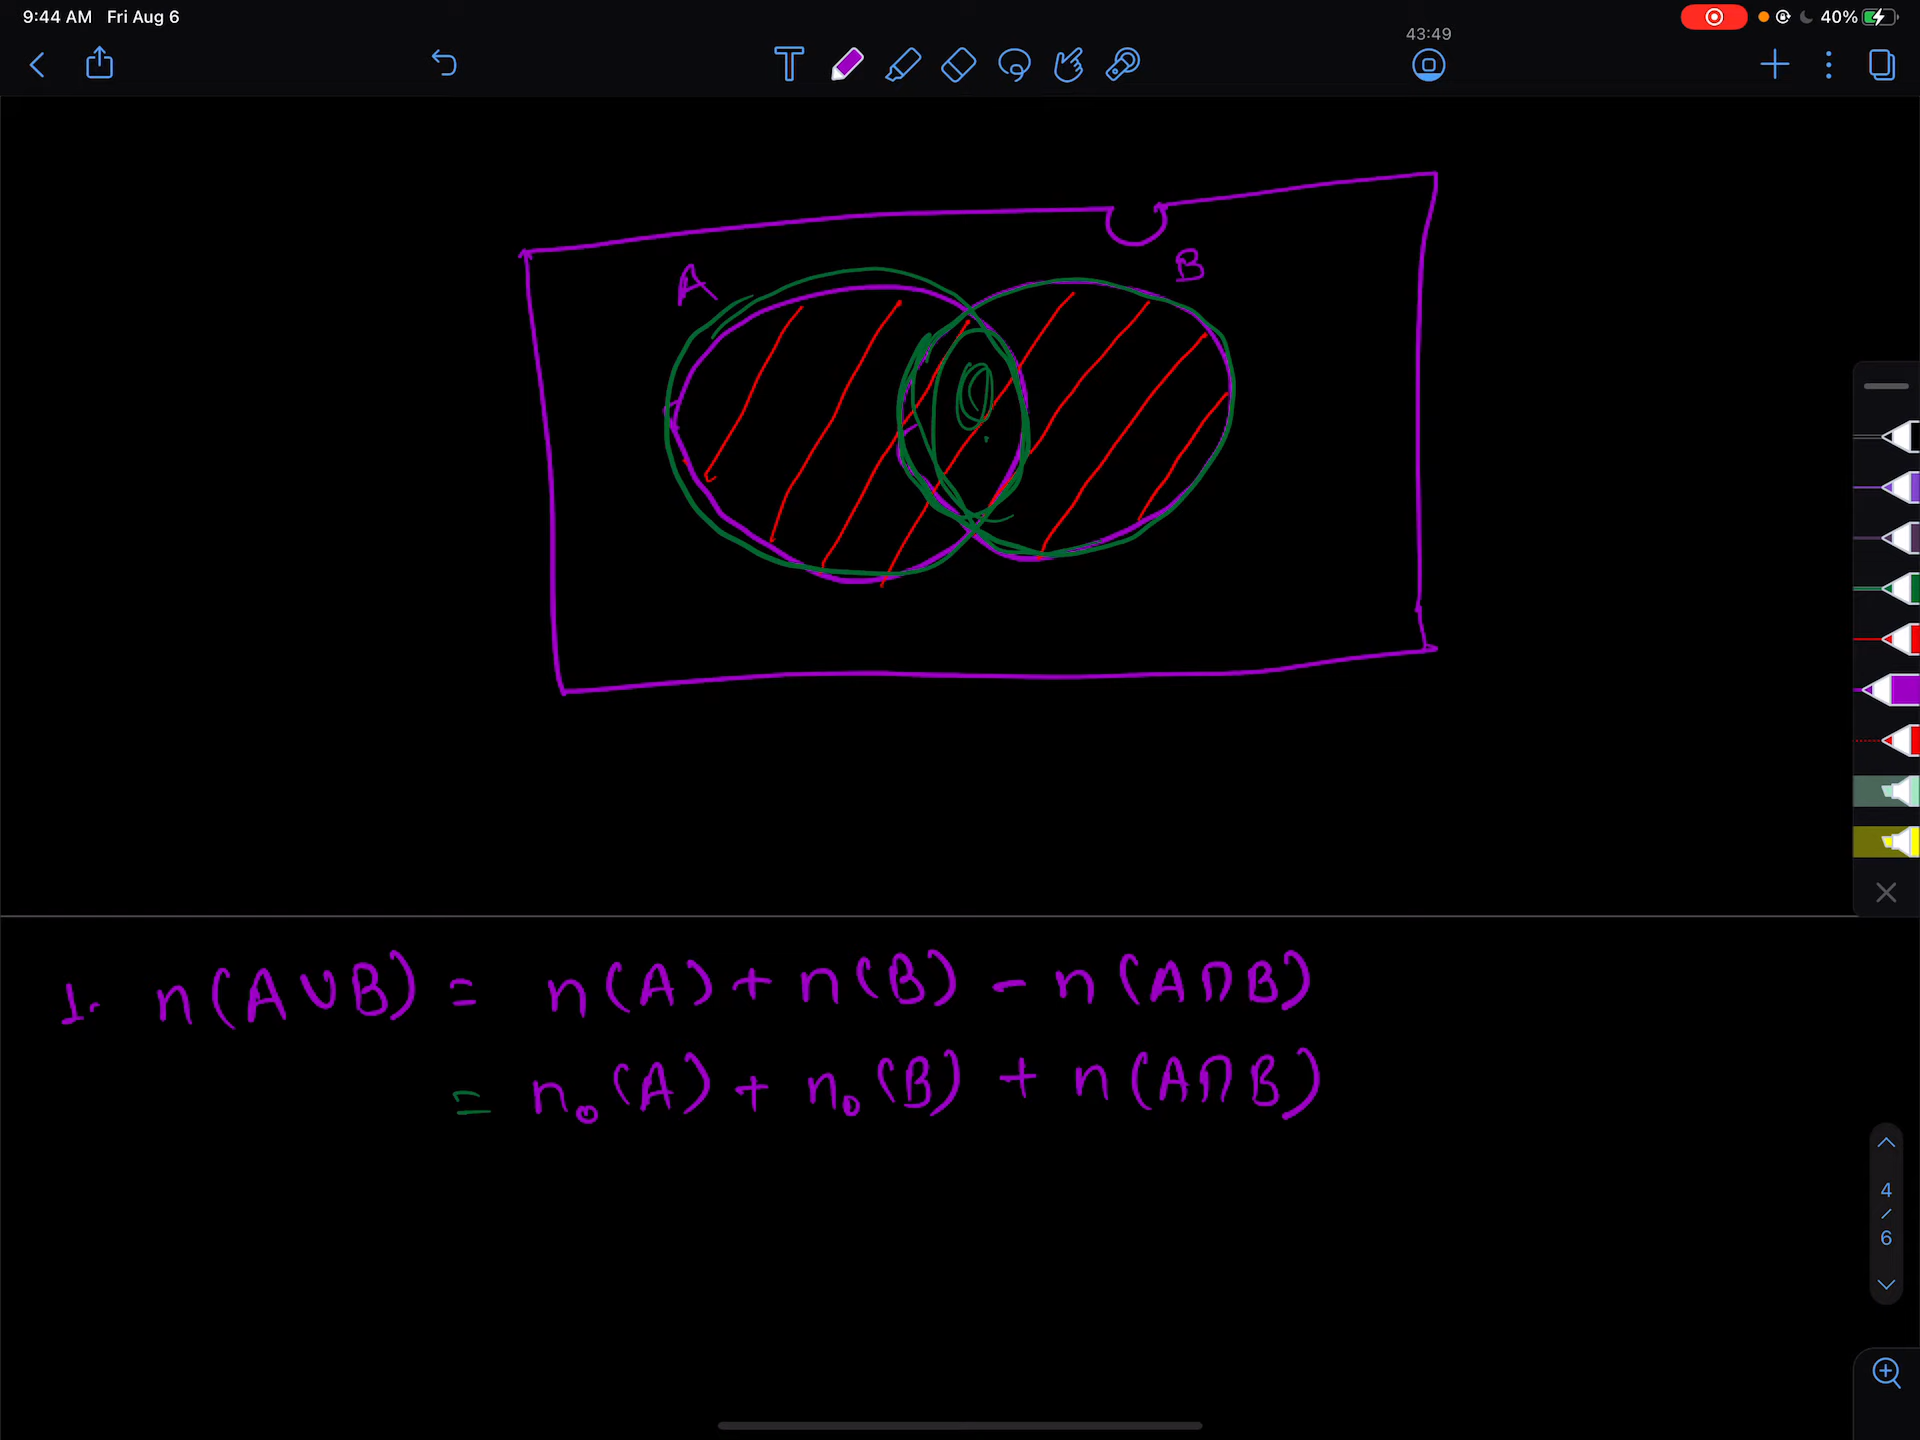 9:44 AM Fri Aug 6
40%
43:49
A
B
1. n(A∪B) = n(A) + n(B) - n(A∩B)
= n₀(A) + n₀(B) + n(A∩B)
4
/
6